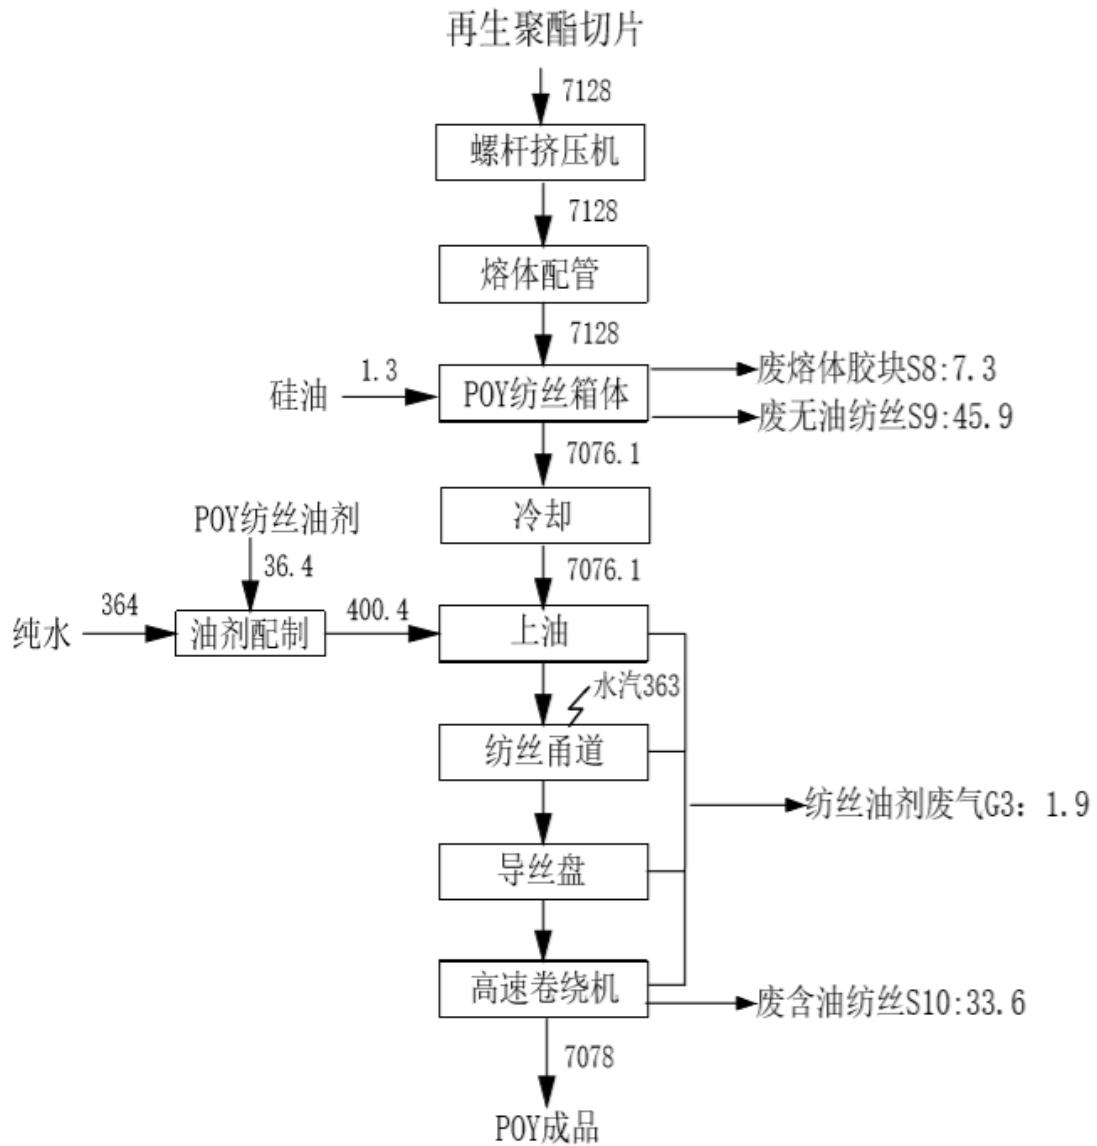 再生聚酯切片
7128
螺杆挤压机
7128
熔体配管
7128
硅油
1.3
POY纺丝箱体
废熔体胶块S8:7.3
废无油纺丝S9:45.9
7076.1
冷却
POY纺丝油剂
36.4
7076.1
纯水
364
油剂配制
400.4
上油
水汽363
纺丝甬道
纺丝油剂废气G3：1.9
导丝盘
高速卷绕机
废含油纺丝S10:33.6
7078
POY成品